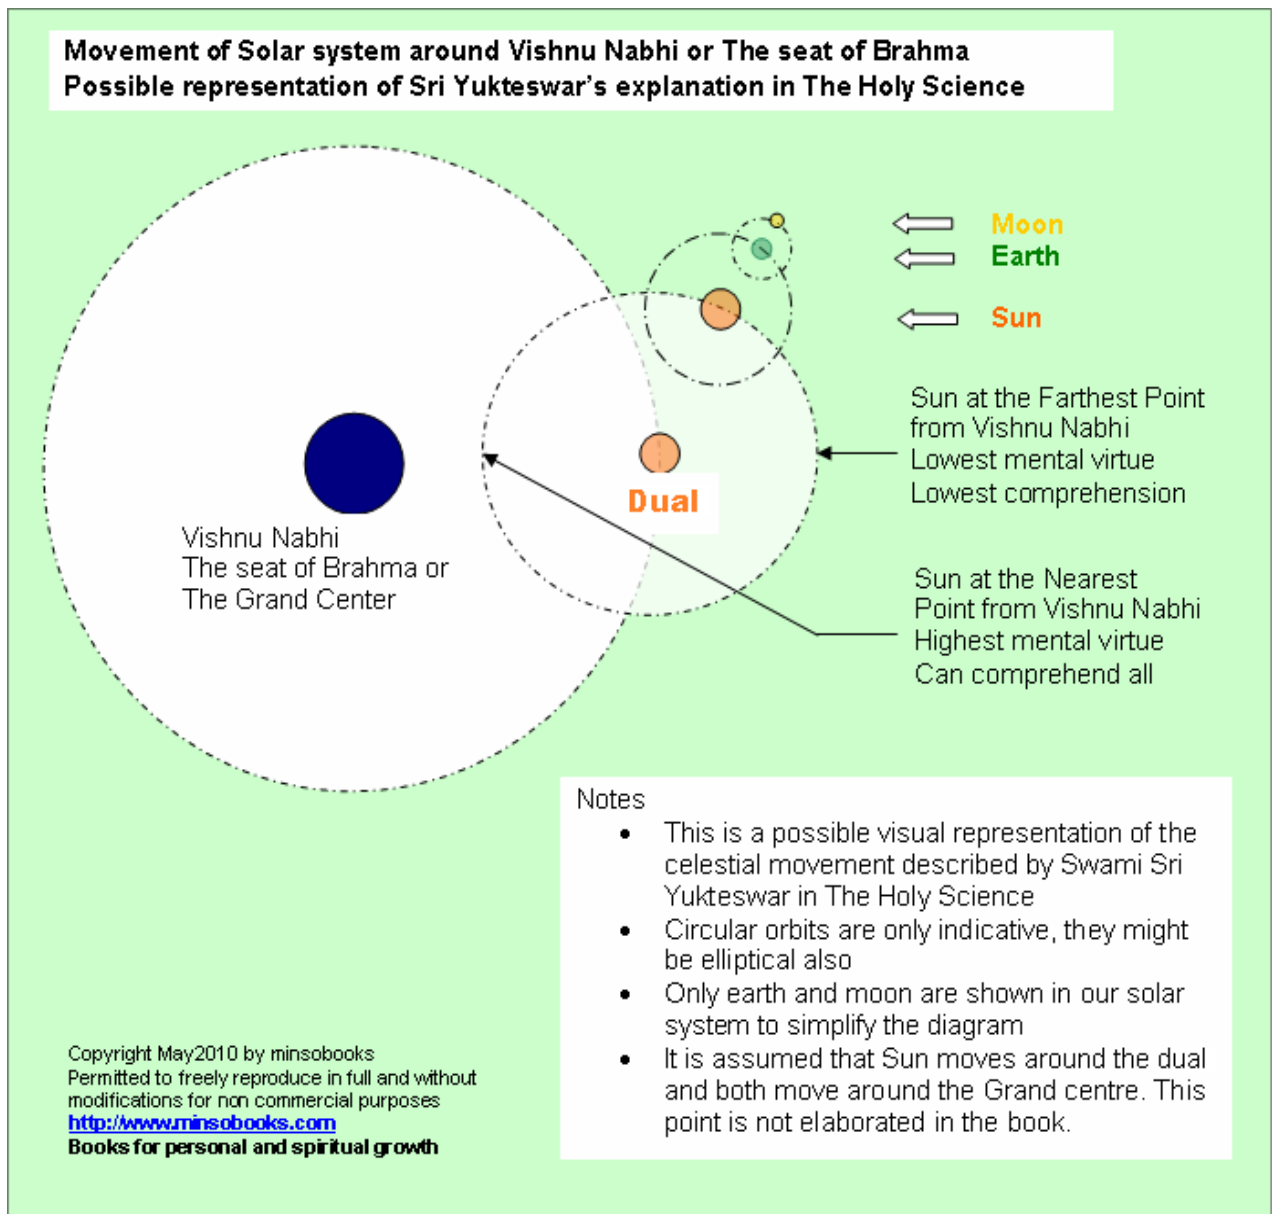 Movement of Solar system around Vishnu Nabhi or The seat of Brahma
Possible representation of Sri Yukteswar's explanation in The Holy Science
Moon
Earth
Sun
Sun at the Farthest Point
from Vishnu Nabhi
Lowest mental virtue
Lowest comprehension
Dual
Vishnu Nabhi
The seat of Brahma or
The Grand Center
Sun at the Nearest
Point from Vishnu Nabhi
Highest mental virtue
Can comprehend all
Notes
• This is a possible visual representation of the
celestial movement described by Swami Sri
Yukteswar in The Holy Science
• Circular orbits are only indicative, they might
be elliptical also
• Only earth and moon are shown in our solar
system to simplify the diagram
• It is assumed that Sun moves around the dual
and both move around the Grand centre. This
point is not elaborated in the book.
Copyright May2010 by minsobooks
Permitted to freely reproduce in full and without
modifications for non commercial purposes
http://www.minsobooks.com
Books for personal and spiritual growth